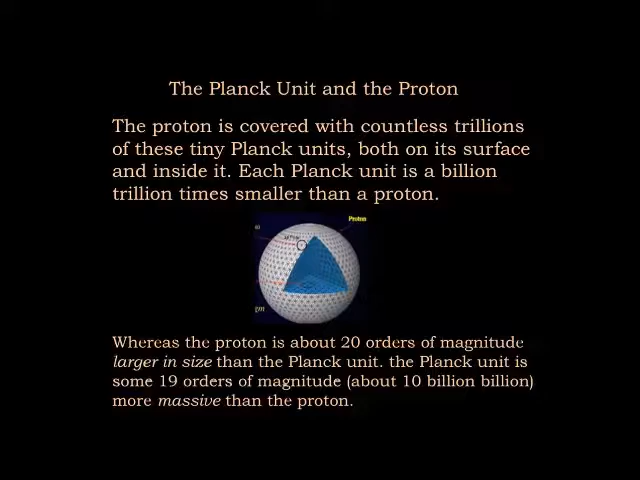 The Planck Unit and the Proton
The proton is covered with countless trillions
of these tiny Planck units, both on its surface
and inside it. Each Planck unit is a billion
trillion times smaller than a proton.
Proton
Whereas the proton is about 20 orders of magnitude
larger in size than the Planck unit. the Planck unit is
some 19 orders of magnitude (about 10 billion billion)
more massive than the proton.